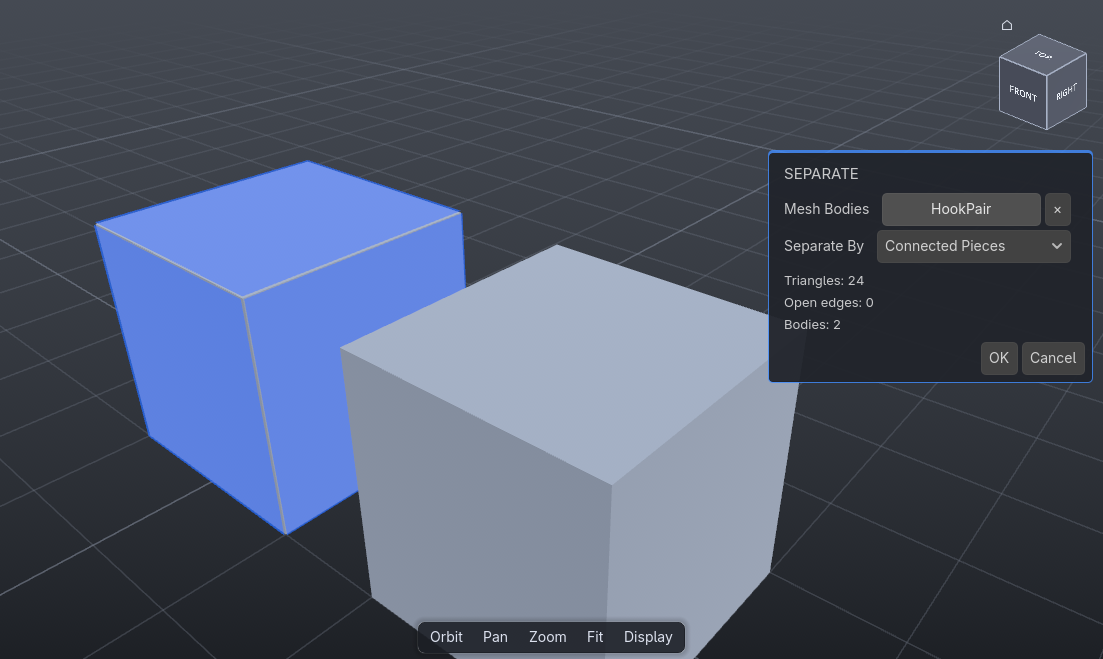 TOP
FRONT
RIGHT
SEPARATE
Mesh Bodies HookPair ×
Separate By Connected Pieces
Triangles: 24
Open edges: 0
Bodies: 2
OK Cancel
Orbit Pan Zoom Fit Display